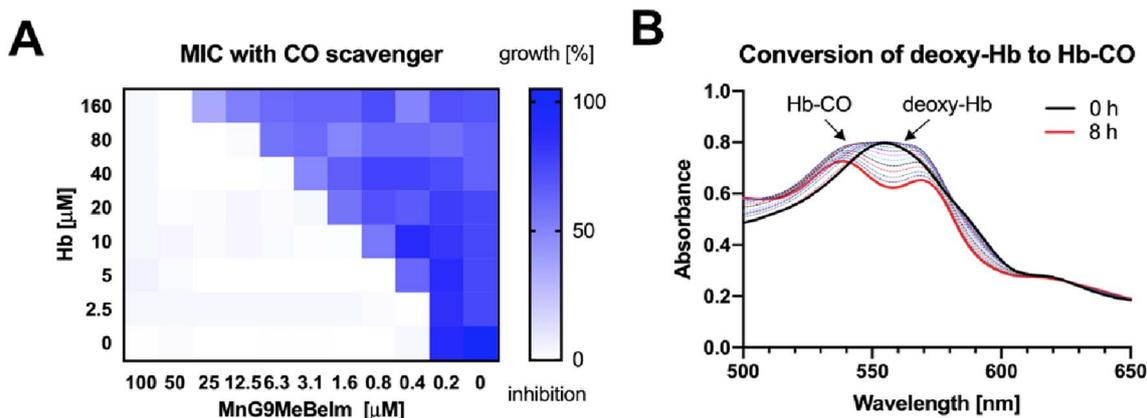 A
MIC with CO scavenger
growth [%]
Hb [µM]
160
80
40
20
10
5
2.5
0
100 50 25 12.5 6.3 3.1 1.6 0.8 0.4 0.2 0
MnG9MeBelm [µM]
100
50
0
inhibition
B
Conversion of deoxy-Hb to Hb-CO
Hb-CO
deoxy-Hb
0 h
8 h
Absorbance
1.0
0.8
0.6
0.4
0.2
0.0
500 550 600 650
Wavelength [nm]